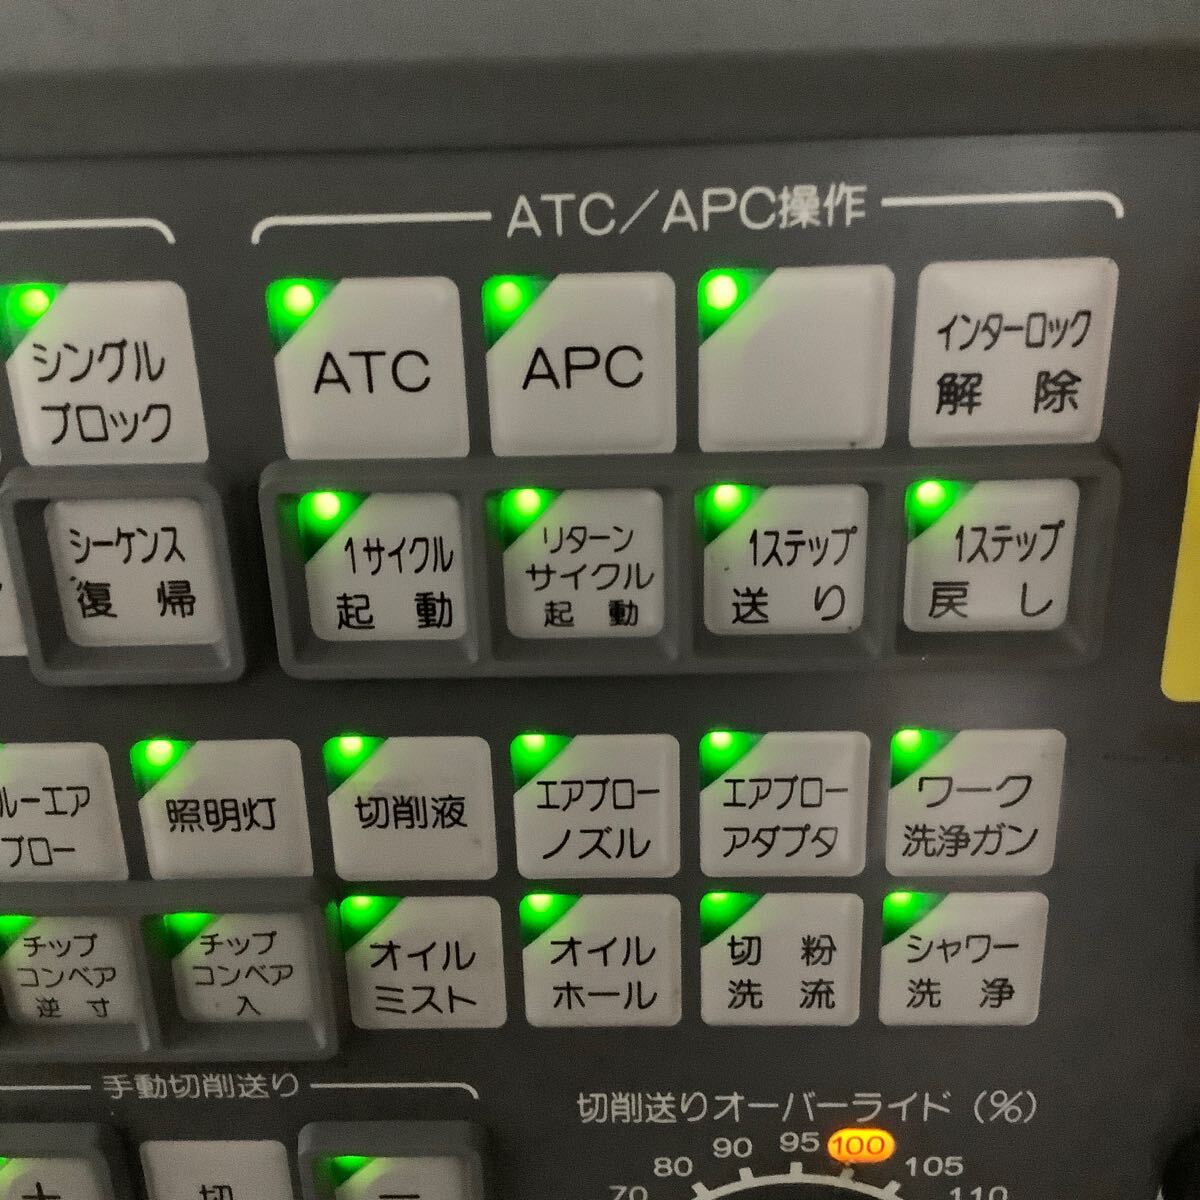 ATC/APC操作
シングル
ブロック
ATC
APC
インターロック
解 除
シーケンス
復 帰
1サイクル
起 動
リターン
サイクル
起 動
1ステップ
送 り
1ステップ
戻 し
ルーエア
ブロー
照明灯
切削液
エアブロー
ノズル
エアブロー
アダプタ
ワーク
洗浄ガン
チップ
コンベア
逆 寸
チップ
コンベア
入
オイル
ミスト
オイル
ホール
切 粉
洗 流
シャワー
洗 浄
手動切削送り
切削送りオーバーライド (%)
70 80 90 95 100 105 110
+
切
−